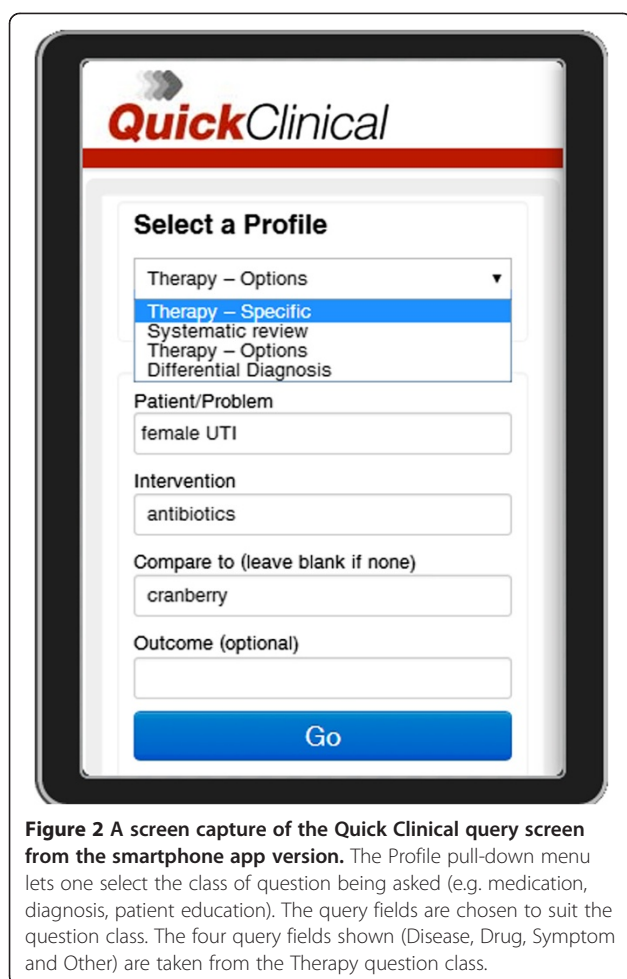 QuickClinical
Select a Profile
Therapy – Options
Therapy – Specific
Systematic review
Therapy – Options
Differential Diagnosis
Patient/Problem
female UTI
Intervention
antibiotics
Compare to (leave blank if none)
cranberry
Outcome (optional)
Go
Figure 2 A screen capture of the Quick Clinical query screen
from the smartphone app version. The Profile pull-down menu
lets one select the class of question being asked (e.g. medication,
diagnosis, patient education). The query fields are chosen to suit the
question class. The four query fields shown (Disease, Drug, Symptom
and Other) are taken from the Therapy question class.